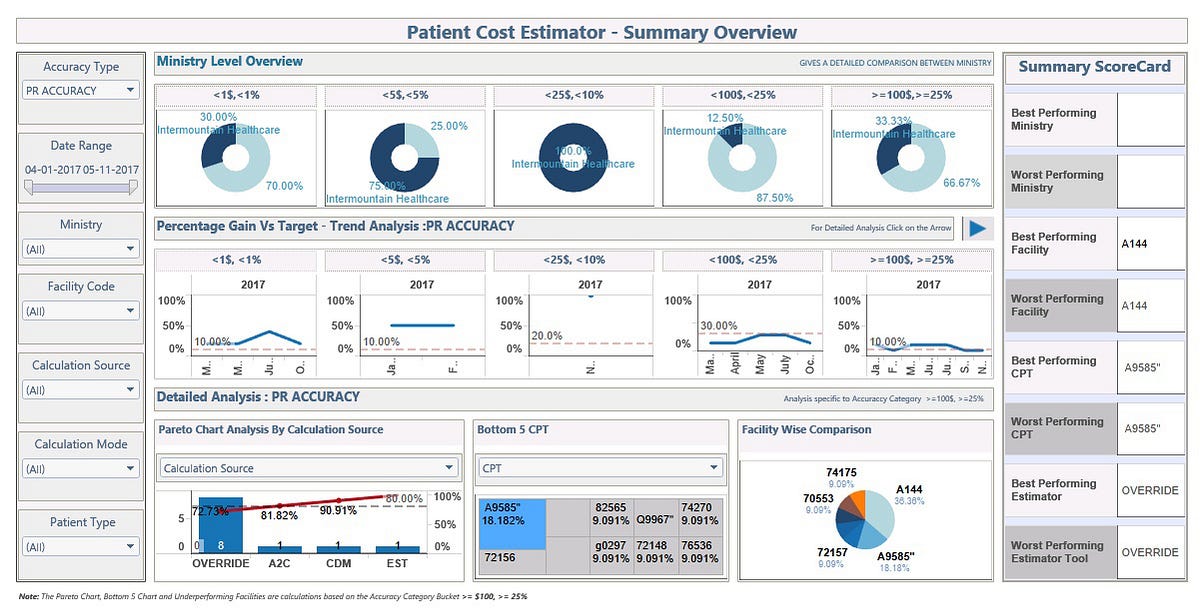 Patient Cost Estimator - Summary Overview
Accuracy Type
PR ACCURACY
Date Range
04-01-2017 05-11-2017
Ministry
(All)
Facility Code
(All)
Calculation Source
(All)
Calculation Mode
(All)
Patient Type
(All)
Ministry Level Overview
GIVES A DETAILED COMPARISON BETWEEN MINISTRY
<1$,<1%
<5$,<5%
<25$,<10%
<100$,<25%
>=100$,>=25%
30.00%
Intermountain Healthcare
70.00%
25.00%
75.00%
Intermountain Healthcare
100.0%
Intermountain Healthcare
12.50%
Intermountain Healthcare
87.50%
33.33%
Intermountain Healthcare
66.67%
Percentage Gain Vs Target - Trend Analysis :PR ACCURACY
For Detailed Analysis Click on the Arrow
<1$, <1%
<5$, <5%
<25$, <10%
<100$, <25%
>=100$, >=25%
2017
100%
50%
0%
10.00%
M..
M..
Ju..
O..
2017
100%
50%
0%
10.00%
Ja..
F..
2017
100%
50%
0%
20.0%
N..
2017
100%
0%
30.00%
Ma..
April
May
July
Oc..
2017
100%
50%
0%
10.00%
Ja..
F..
M..
Ju..
Ju..
S..
N..
Detailed Analysis : PR ACCURACY
Analysis specific to Accuraccy Category >=100$, >=25%
Pareto Chart Analysis By Calculation Source
Calculation Source
5
0
72.73%
81.82%
90.91%
80.00%
100%
50%
0%
0
8
1
1
1
OVERRIDE
A2C
CDM
EST
Bottom 5 CPT
CPT
A9585"
18.182%
72156
82565
9.091%
Q9967"
74270
9.091%
g0297
9.091%
72148
9.091%
76536
9.091%
Facility Wise Comparison
74175
9.09%
A144
36.36%
70553
9.09%
72157
9.09%
A9585"
18.18%
Summary ScoreCard
Best Performing
Ministry
Worst Performing
Ministry
Best Performing
Facility
A144
Worst Performing
Facility
A144
Best Performing
CPT
A9585"
Worst Performing
CPT
A9585"
Best Performing
Estimator
OVERRIDE
Worst Performing
Estimator Tool
OVERRIDE
Note: The Pareto Chart, Bottom 5 Chart and Underperforming Facilities are calculations based on the Accuracy Category Bucket >= $100, >= 25%